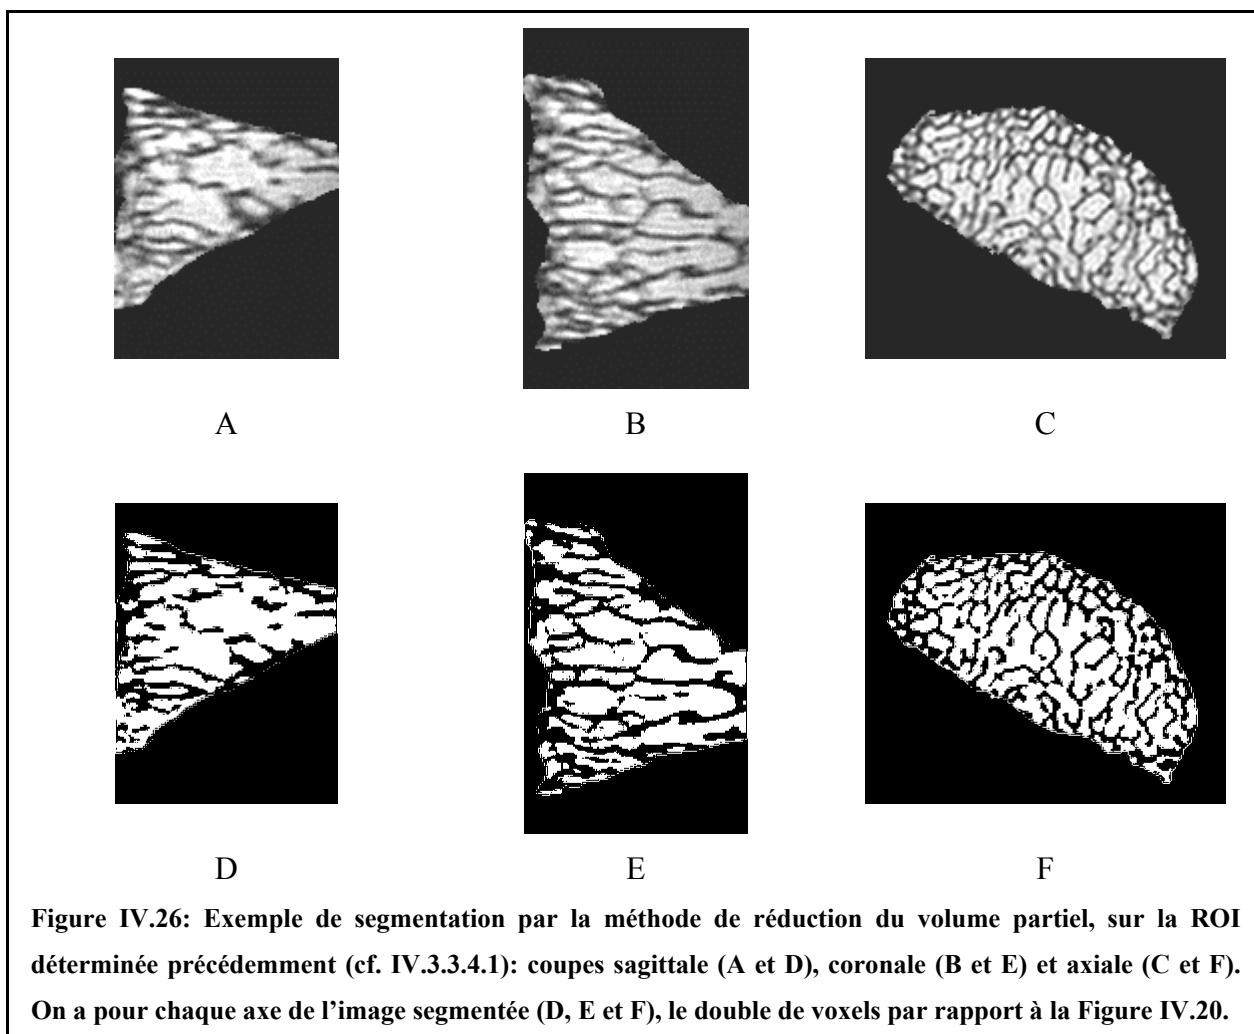 A
B
C
D
E
F
Figure IV.26: Exemple de segmentation par la méthode de réduction du volume partiel, sur la ROI
déterminée précédemment (cf. IV.3.3.4.1): coupes sagittale (A et D), coronale (B et E) et axiale (C et F).
On a pour chaque axe de l’image segmentée (D, E et F), le double de voxels par rapport à la Figure IV.20.